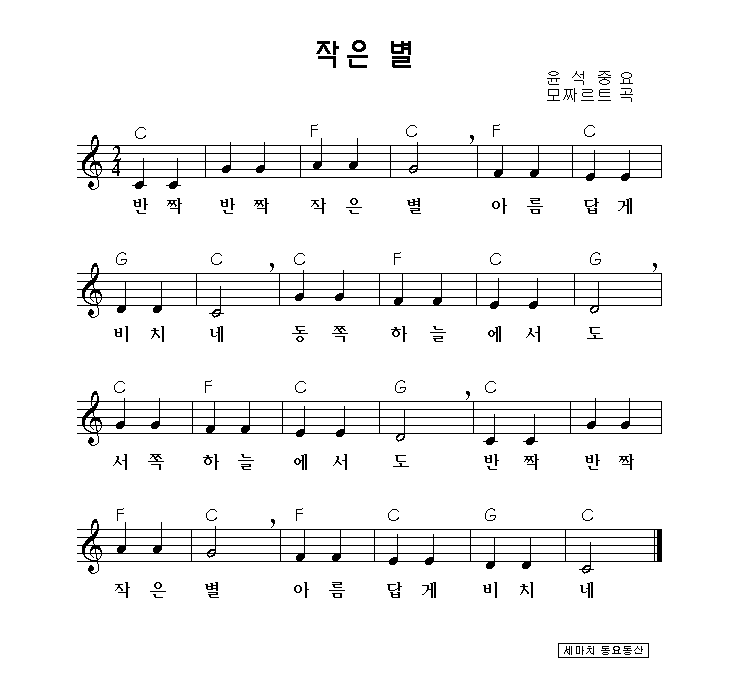 작은 별
윤 석 중 요
모짜르트 곡
C F C F C
2
4
반 짝 반 짝 작 은 별 아 름 답 게
G C C F C G
비 치 네 동 쪽 하 늘 에 서 도
C F C G C
서 쪽 하 늘 에 서 도 반 짝 반 짝
F C F C G C
작 은 별 아 름 답 게 비 치 네
세마치 동요동산